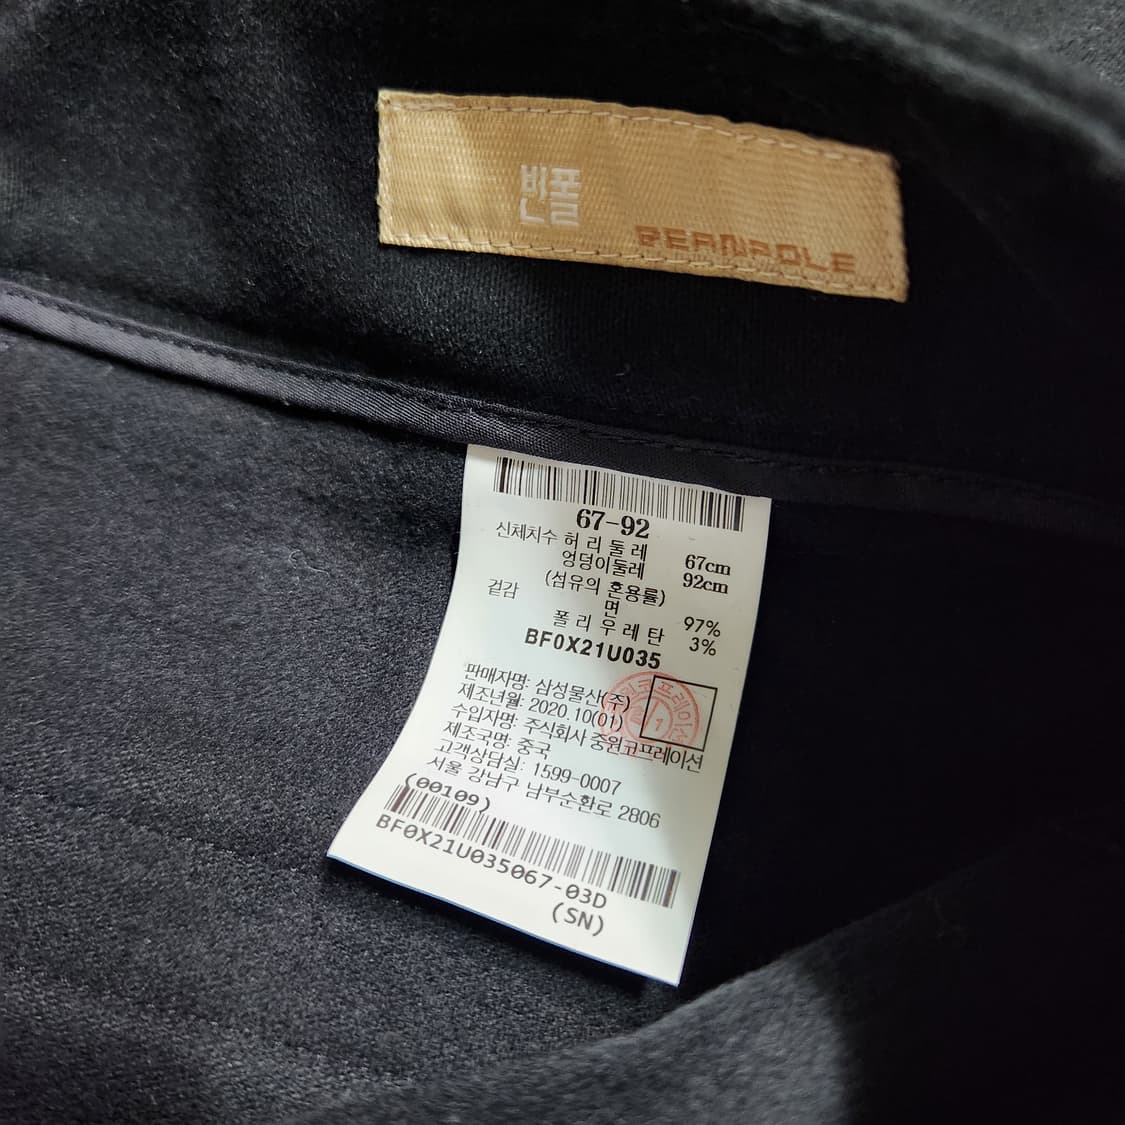 빈폴
BEANPOLE
67-92
신체치수 허 리 둘 레 67cm
엉덩이둘레 92cm
(섬유의 혼용률)
겉감 면 97%
폴 리 우 레 탄 3%
BF0X21U035
판매자명: 삼성물산(주)
제조년월: 2020.10(01)
수입자명: 주식회사 중원코프레이션
제조국명: 중국
고객상담실: 1599-0007
서울 강남구 남부순환로 2806
(00109)
BF0X21U035067-03D
(SN)